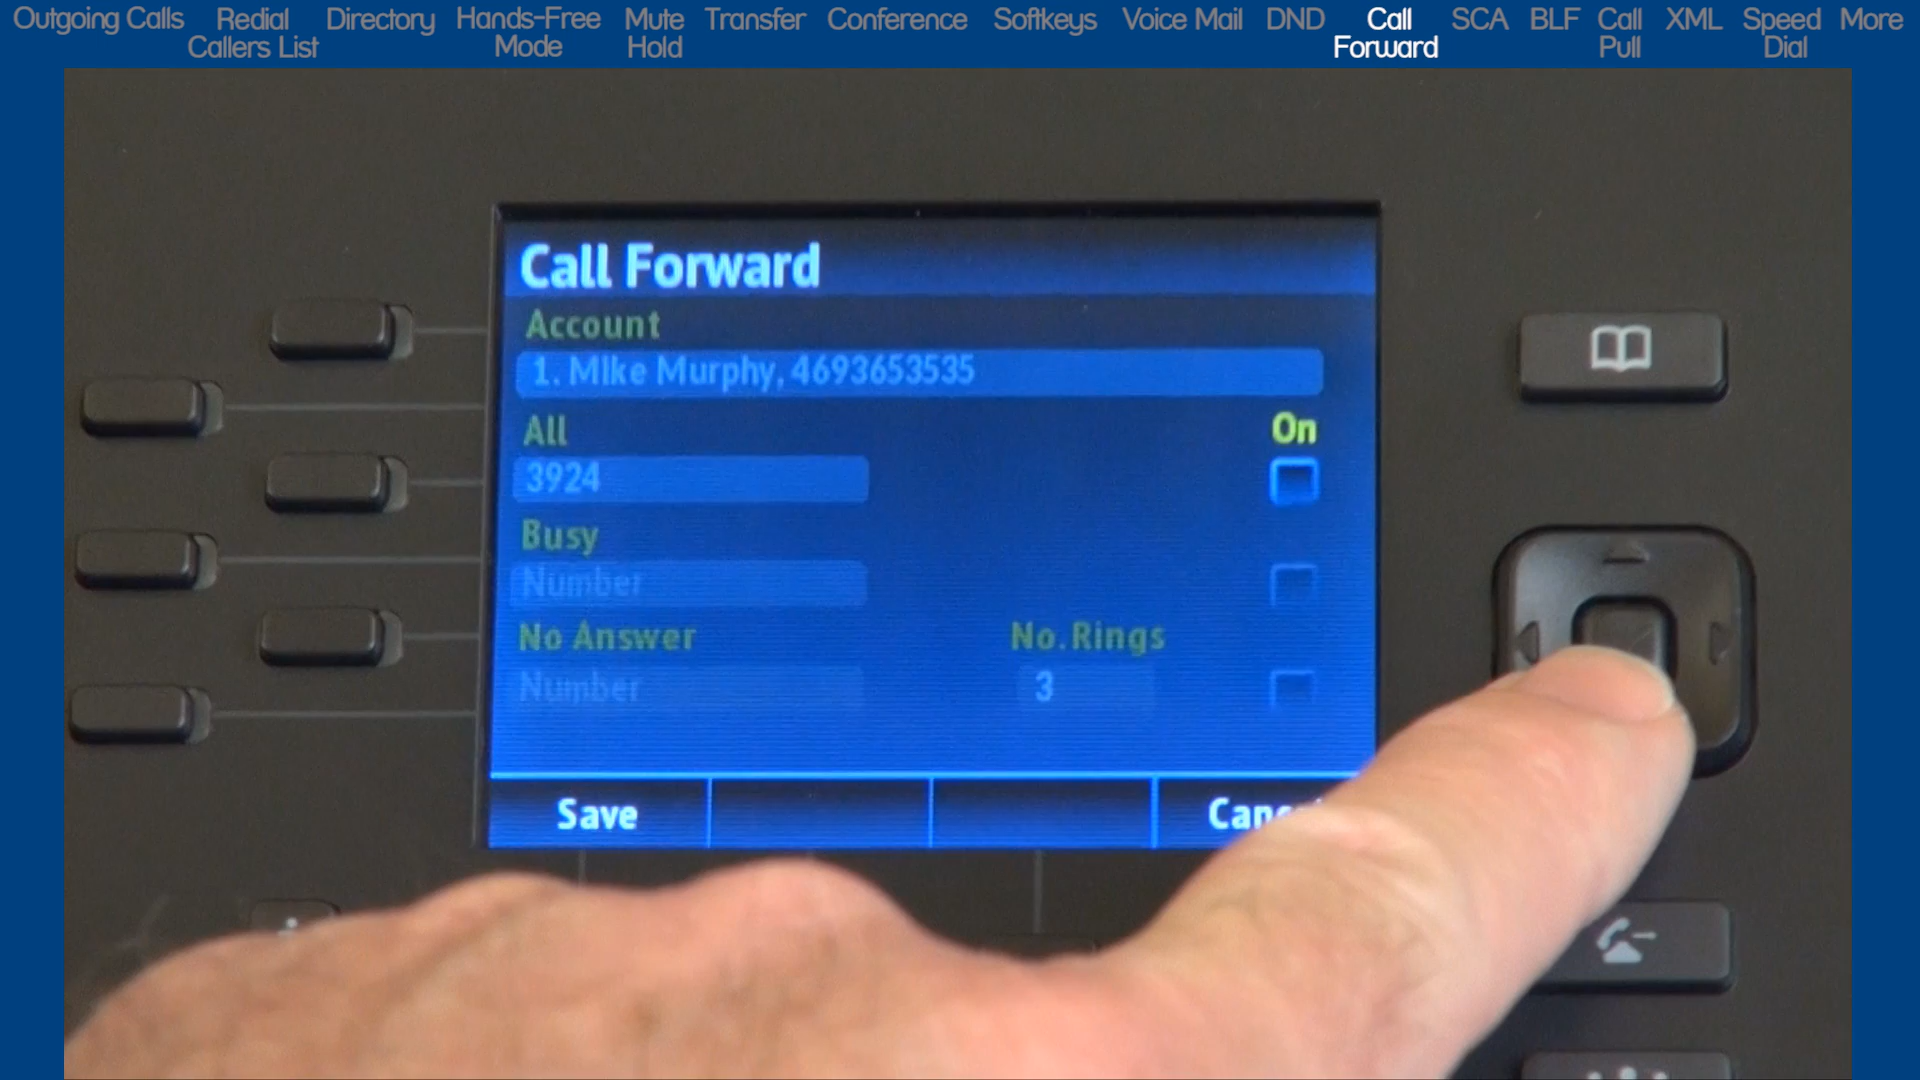 Outgoing Calls
Redial
Callers List
Directory
Hands-Free
Mode
Mute
Hold
Transfer
Conference
Softkeys
Voice Mail
DND
Call
Forward
SCA
BLF
Call
Pull
XML
Speed
Dial
More
Call Forward
Account
1. Mike Murphy, 4693653535
All
On
3924
Busy
Number
No Answer
No. Rings
Number
3
Save